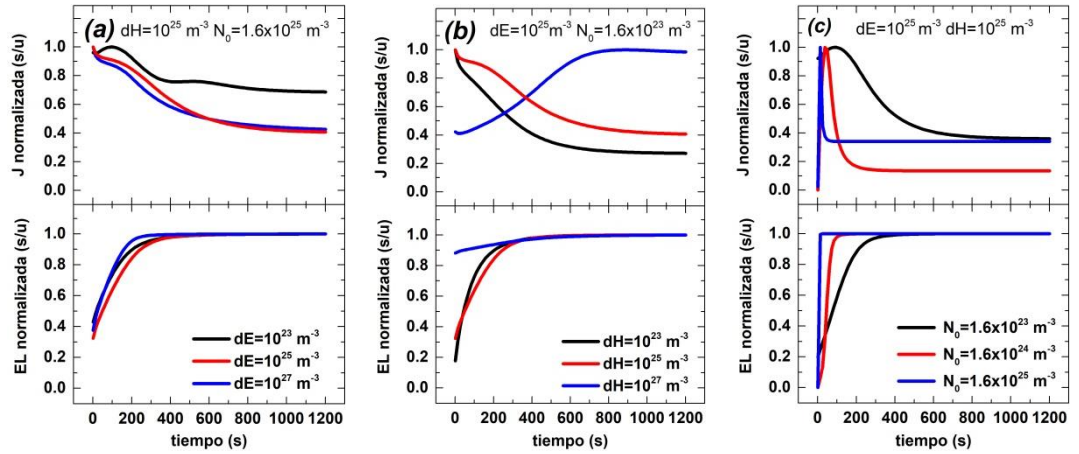 (a) dH=10²⁵ m⁻³ N₀=1.6x10²⁵ m⁻³
J normalizada (s/u)
1.0
0.8
0.6
0.4
0.2
0.0
EL normalizada (s/u)
1.0
0.8
0.6
0.4
0.2
0.0
dE=10²³ m⁻³
dE=10²⁵ m⁻³
dE=10²⁷ m⁻³
0 200 400 600 800 1000 1200
tiempo (s)
(b) dE=10²⁵m⁻³ N₀=1.6x10²³ m⁻³
J normalizada (s/u)
1.0
0.8
0.6
0.4
0.2
0.0
EL normalizada (s/u)
1.0
0.8
0.6
0.4
0.2
0.0
dH=10²³ m⁻³
dH=10²⁵ m⁻³
dH=10²⁷ m⁻³
0 200 400 600 800 1000 1200
tiempo (s)
(c) dE=10²⁵m⁻³ dH=10²⁵ m⁻³
J normalizada (s/u)
1.0
0.8
0.6
0.4
0.2
0.0
EL normalizada (s/u)
1.0
0.8
0.6
0.4
0.2
0.0
N₀=1.6x10²³ m⁻³
N₀=1.6x10²⁴ m⁻³
N₀=1.6x10²⁵ m⁻³
0 200 400 600 800 1000 1200
tiempo (s)